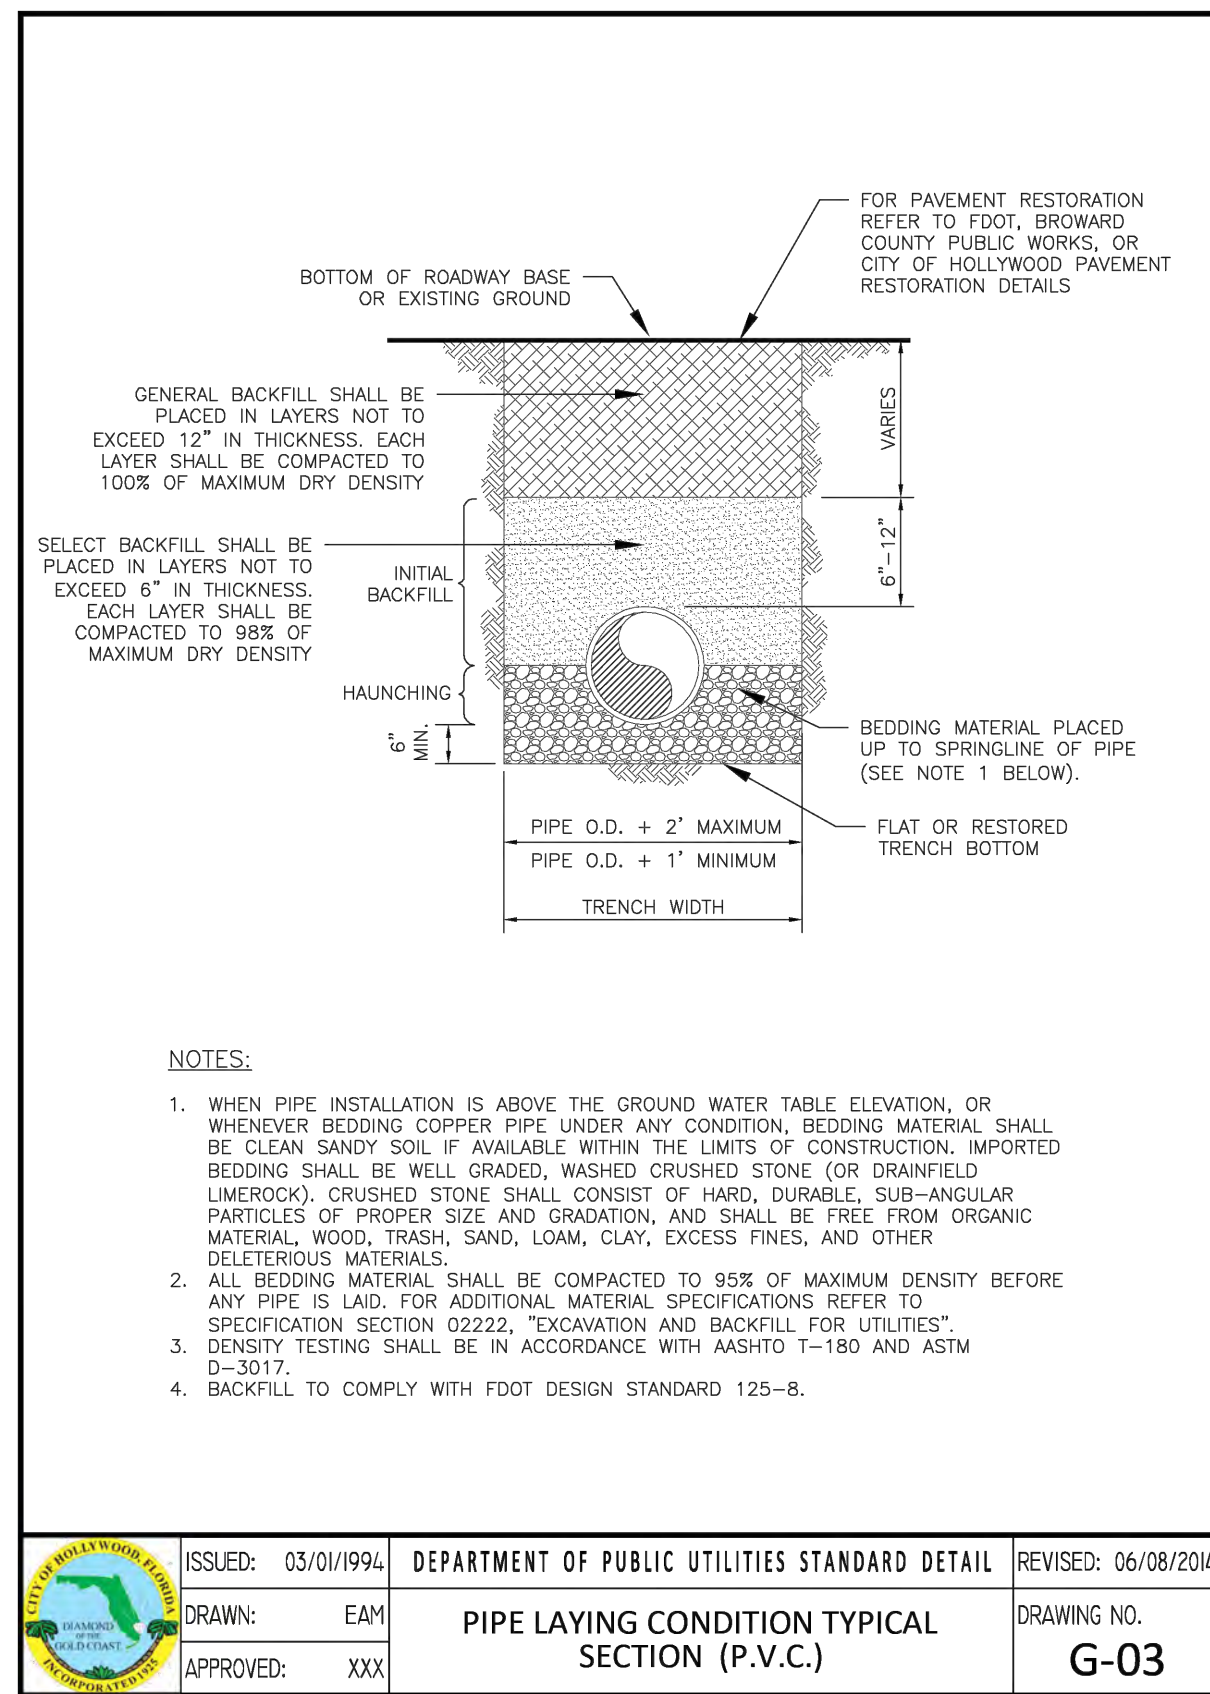 FOR PAVEMENT RESTORATION
REFER TO FDOT, BROWARD
COUNTY PUBLIC WORKS, OR
CITY OF HOLLYWOOD PAVEMENT
RESTORATION DETAILS
BOTTOM OF ROADWAY BASE
OR EXISTING GROUND
GENERAL BACKFILL SHALL BE
PLACED IN LAYERS NOT TO
EXCEED 12" IN THICKNESS. EACH
LAYER SHALL BE COMPACTED TO
100% OF MAXIMUM DRY DENSITY
VARIES
SELECT BACKFILL SHALL BE
PLACED IN LAYERS NOT TO
EXCEED 6" IN THICKNESS.
EACH LAYER SHALL BE
COMPACTED TO 98% OF
MAXIMUM DRY DENSITY
INITIAL
BACKFILL
6"-12"
HAUNCHING
6"
MIN.
BEDDING MATERIAL PLACED
UP TO SPRINGLINE OF PIPE
(SEE NOTE 1 BELOW).
FLAT OR RESTORED
TRENCH BOTTOM
PIPE O.D. + 2' MAXIMUM
PIPE O.D. + 1' MINIMUM
TRENCH WIDTH
NOTES:
1. WHEN PIPE INSTALLATION IS ABOVE THE GROUND WATER TABLE ELEVATION, OR
WHENEVER BEDDING COPPER PIPE UNDER ANY CONDITION, BEDDING MATERIAL SHALL
BE CLEAN SANDY SOIL IF AVAILABLE WITHIN THE LIMITS OF CONSTRUCTION. IMPORTED
BEDDING SHALL BE WELL GRADED, WASHED CRUSHED STONE (OR DRAINFIELD
LIMEROCK). CRUSHED STONE SHALL CONSIST OF HARD, DURABLE, SUB-ANGULAR
PARTICLES OF PROPER SIZE AND GRADATION, AND SHALL BE FREE FROM ORGANIC
MATERIAL, WOOD, TRASH, SAND, LOAM, CLAY, EXCESS FINES, AND OTHER
DELETERIOUS MATERIALS.
2. ALL BEDDING MATERIAL SHALL BE COMPACTED TO 95% OF MAXIMUM DENSITY BEFORE
ANY PIPE IS LAID. FOR ADDITIONAL MATERIAL SPECIFICATIONS REFER TO
SPECIFICATION SECTION 02222, "EXCAVATION AND BACKFILL FOR UTILITIES".
3. DENSITY TESTING SHALL BE IN ACCORDANCE WITH AASHTO T-180 AND ASTM
D-3017.
4. BACKFILL TO COMPLY WITH FDOT DESIGN STANDARD 125-8.
CITY OF HOLLYWOOD, FLORIDA
DIAMOND
OF THE
GOLD COAST
INCORPORATED 1925
ISSUED: 03/01/1994
DRAWN: EAM
APPROVED: XXX
DEPARTMENT OF PUBLIC UTILITIES STANDARD DETAIL
PIPE LAYING CONDITION TYPICAL
SECTION (P.V.C.)
REVISED: 06/08/2014
DRAWING NO.
G-03